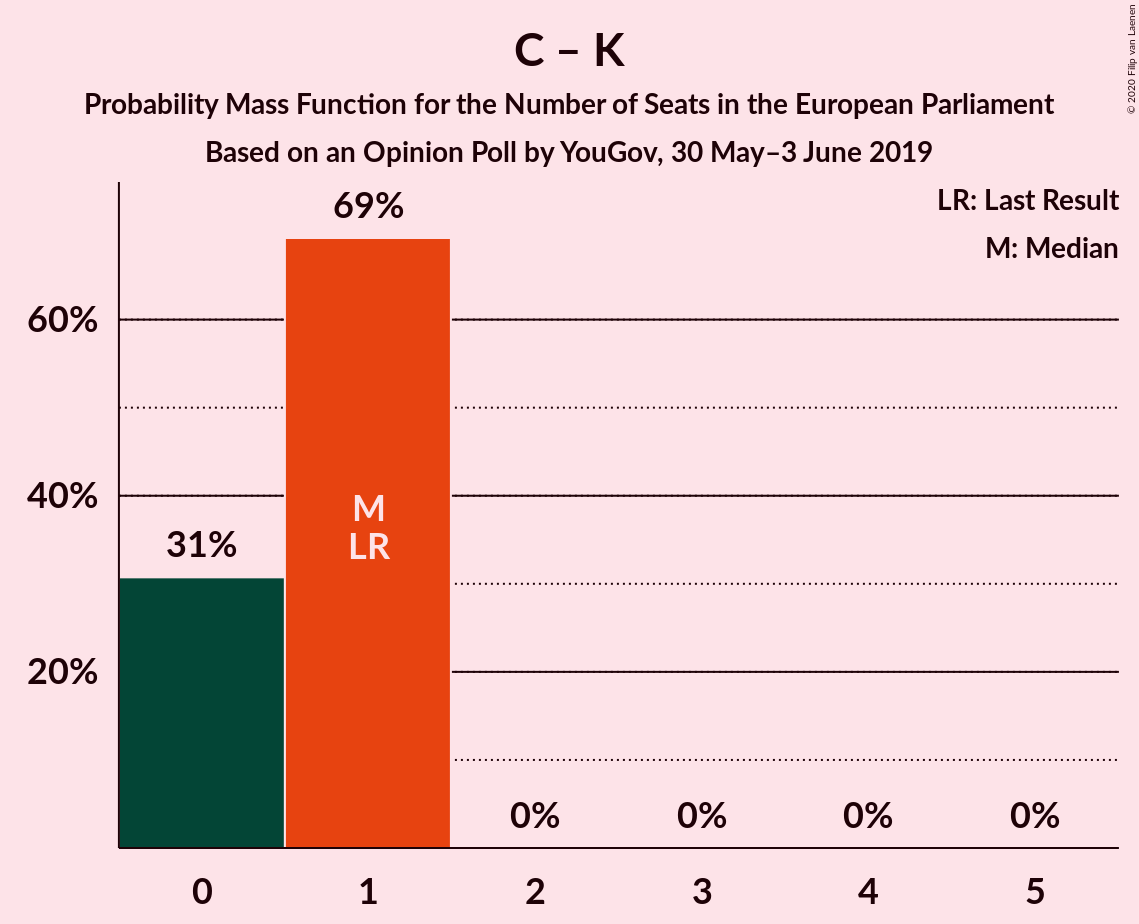 C – K
Probability Mass Function for the Number of Seats in the European Parliament
Based on an Opinion Poll by YouGov, 30 May–3 June 2019
© 2020 Filip van Laenen
LR: Last Result
M: Median
69%
60%
40%
M
LR
31%
20%
0% 0% 0% 0%
0 1 2 3 4 5